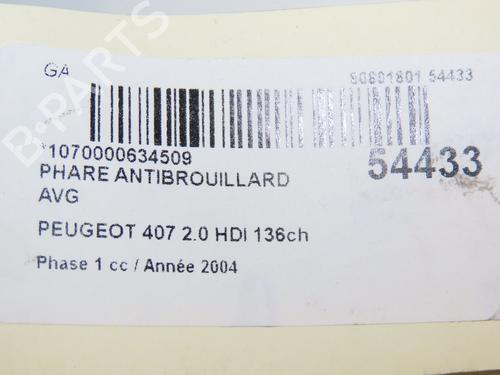 GA
80801801 54433
*1070000634509
54433
PHARE ANTIBROUILLARD
AVG
PEUGEOT 407 2.0 HDI 136ch
Phase 1 cc / Année 2004
B-PARTS